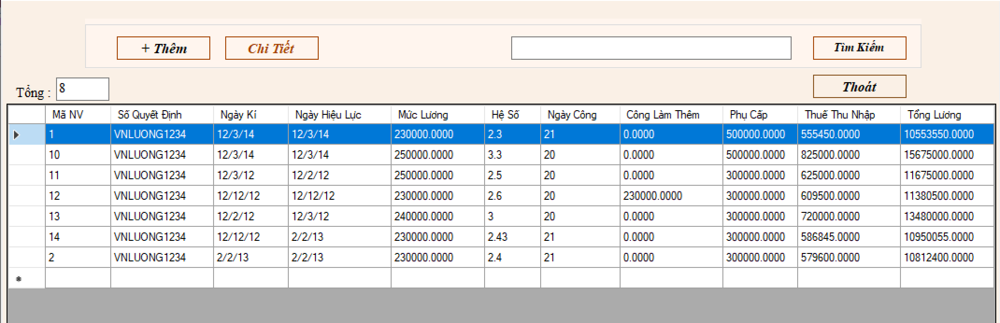 + Thêm Chi Tiết Tìm Kiếm
Tổng : 8 Thoát
Mã NV Số Quyết Định Ngày Kí Ngày Hiệu Lực Mức Lương Hệ Số Ngày Công Công Làm Thêm Phụ Cấp Thuế Thu Nhập Tổng Lương
1 VNLUONG1234 12/3/14 12/3/14 230000.0000 2.3 21 0.0000 500000.0000 555450.0000 10553550.0000
10 VNLUONG1234 12/3/14 12/3/14 250000.0000 3.3 20 0.0000 500000.0000 825000.0000 15675000.0000
11 VNLUONG1234 12/3/12 12/2/12 250000.0000 2.5 20 0.0000 300000.0000 625000.0000 11675000.0000
12 VNLUONG1234 12/12/12 12/12/12 230000.0000 2.6 20 230000.0000 300000.0000 609500.0000 11380500.0000
13 VNLUONG1234 12/2/12 12/3/12 240000.0000 3 20 0.0000 300000.0000 720000.0000 13480000.0000
14 VNLUONG1234 12/12/12 2/2/13 230000.0000 2.43 21 0.0000 300000.0000 586845.0000 10950055.0000
2 VNLUONG1234 2/2/13 2/2/13 230000.0000 2.4 21 0.0000 300000.0000 579600.0000 10812400.0000